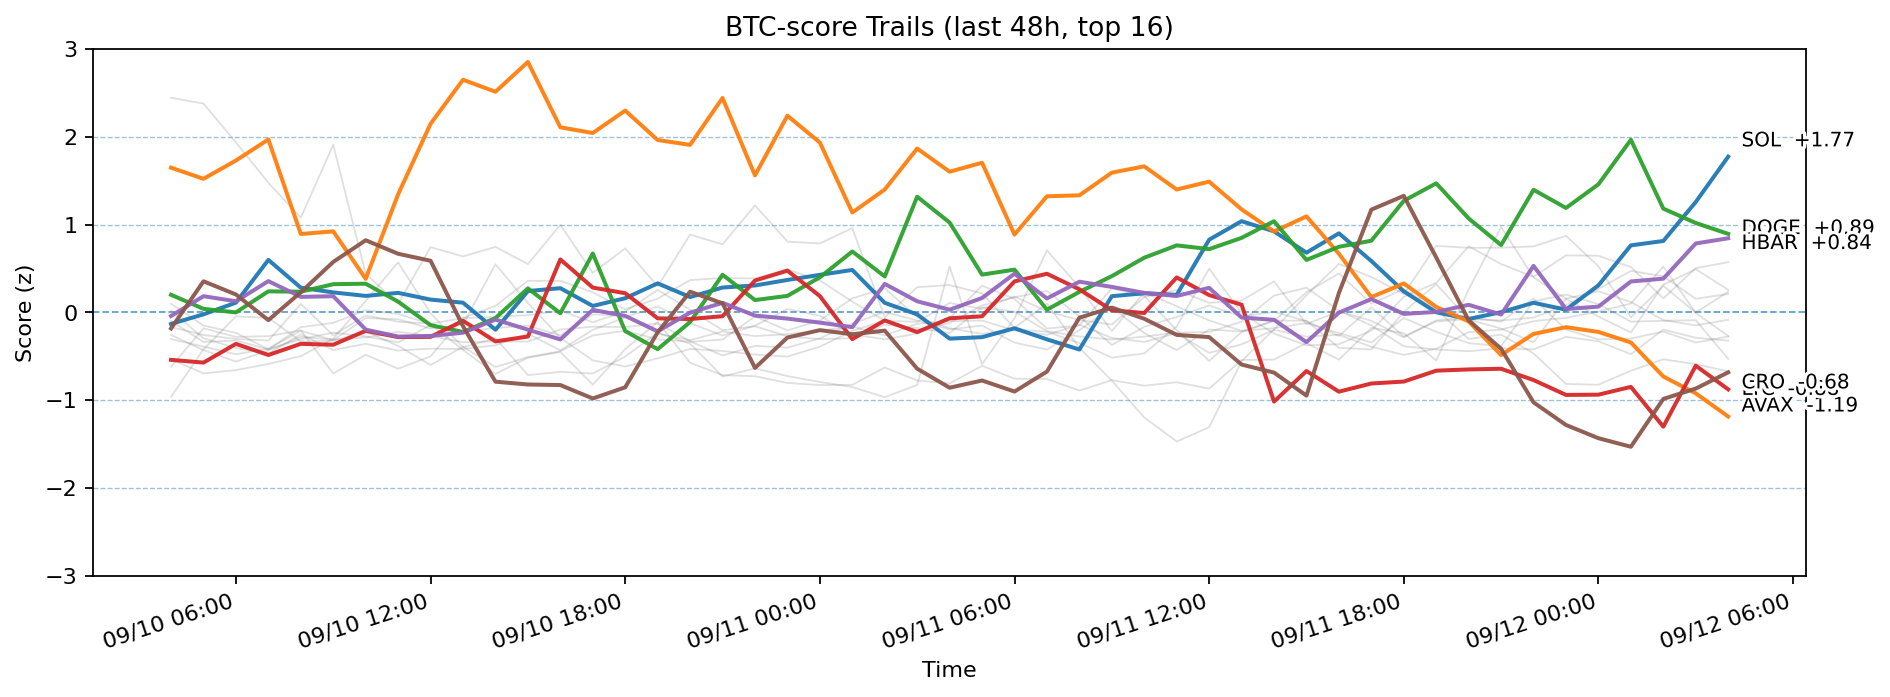 BTC-score Trails (last 48h, top 16)
Score (z)
3
2
1
0
−1
−2
−3
SOL +1.77
DOGE +0.89
HBAR +0.84
CRO -0.68
AVAX -1.19
09/10 06:00
09/10 12:00
09/10 18:00
09/11 00:00
09/11 06:00
09/11 12:00
09/11 18:00
09/12 00:00
09/12 06:00
Time